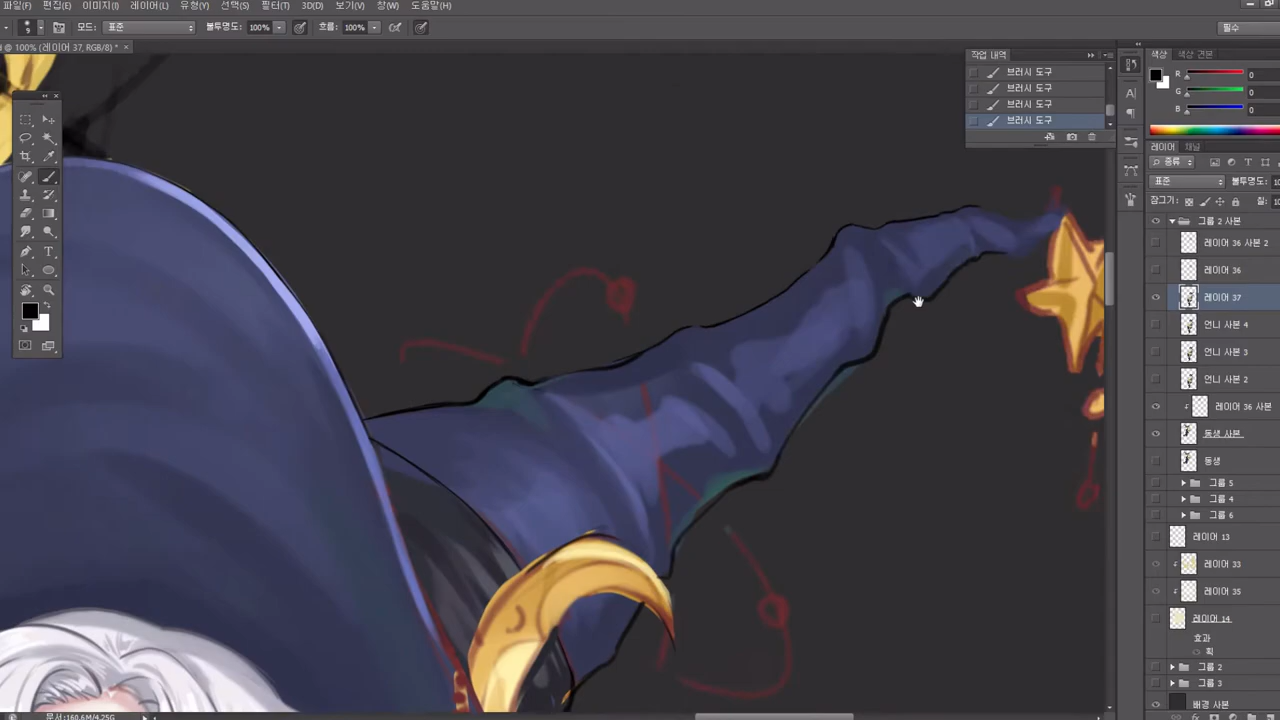 파일(F) 편집(E) 이미지(I) 레이어(L) 유형(Y) 선택(S) 필터(T) 3D(D) 보기(V) 창(W) 도움말(H)
9 모드: 표준 불투명도: 100% 흐름: 100% 필수
@ 100% (레이어 37, RGB/8) * ×
작업 내역
브러시 도구
브러시 도구
브러시 도구
브러시 도구
색상 색상 견본
R 0
G 0
B 0
레이어 채널
종류
표준 불투명도: 10
잠그기: 칠: 10
그룹 2 사본
레이어 36 사본 2
레이어 36
레이어 37
언니 사본 4
언니 사본 3
언니 사본 2
레이어 36 사본
동생 사본
동생
그룹 5
그룹 4
그룹 6
레이어 13
레이어 33
레이어 35
레이어 14
효과
획
그룹 2
그룹 3
배경 사본
문서:160.6M/4.25G